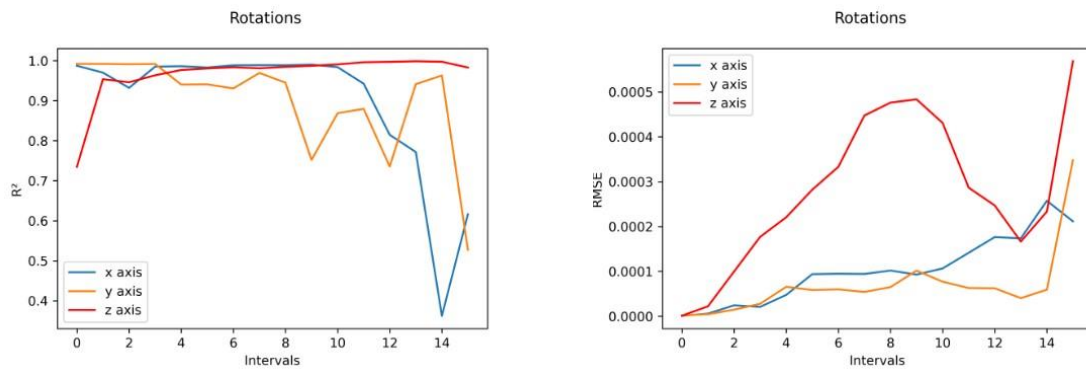 Rotations
1.0
0.9
0.8
0.7
0.6
0.5
0.4
R²
x axis
y axis
z axis
0 2 4 6 8 10 12 14
Intervals
Rotations
x axis
y axis
z axis
0.0005
0.0004
0.0003
0.0002
0.0001
0.0000
RMSE
0 2 4 6 8 10 12 14
Intervals